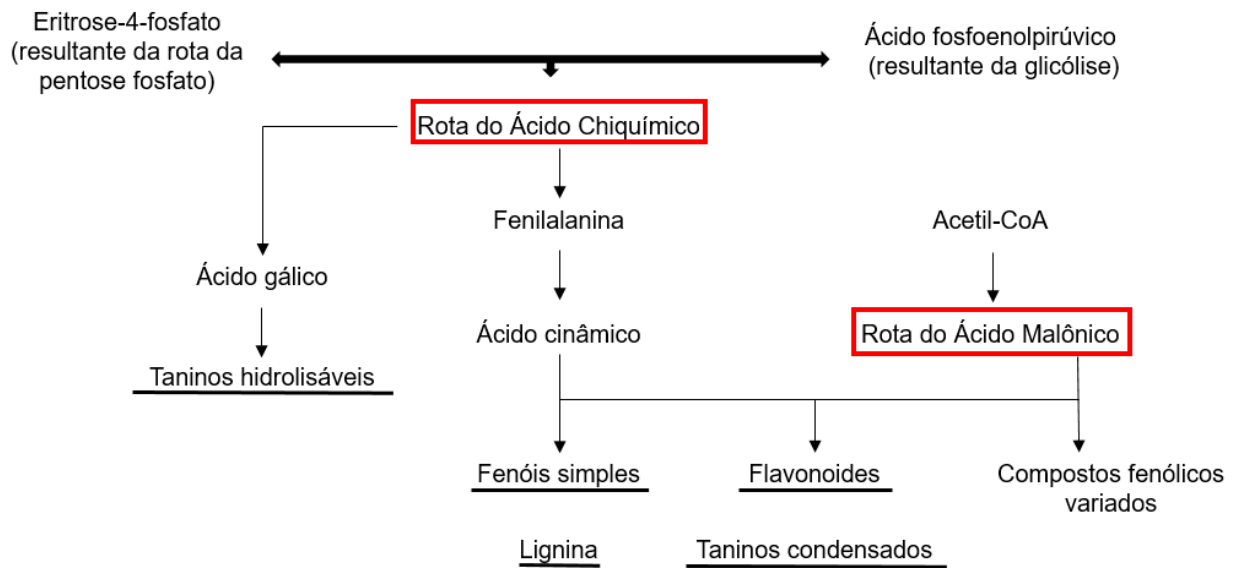 Eritrose-4-fosfato
(resultante da rota da
pentose fosfato)
Ácido fosfoenolpirúvico
(resultante da glicólise)
Rota do Ácido Chiquímico
Fenilalanina
Acetil-CoA
Ácido gálico
Ácido cinâmico
Rota do Ácido Malônico
Taninos hidrolisáveis
Fenóis simples
Flavonoides
Compostos fenólicos
variados
Lignina
Taninos condensados